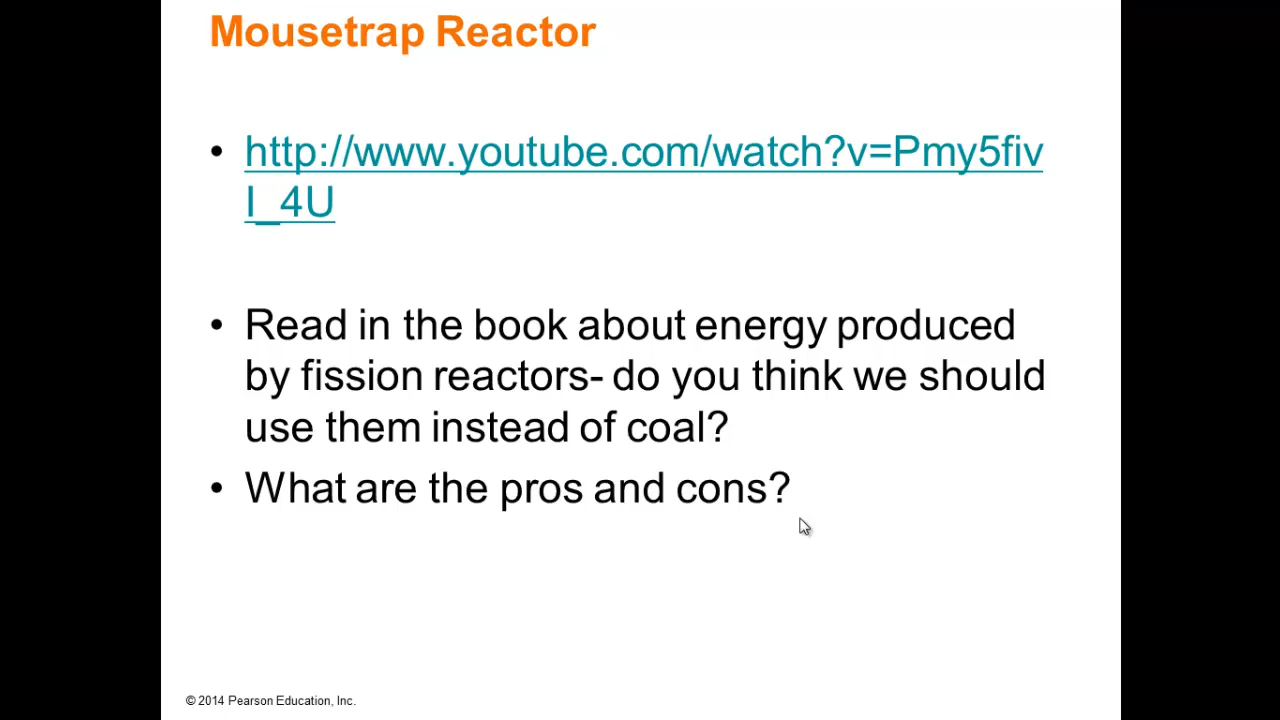 Mousetrap Reactor
• http://www.youtube.com/watch?v=Pmy5fiv
I_4U
• Read in the book about energy produced
by fission reactors- do you think we should
use them instead of coal?
• What are the pros and cons?
© 2014 Pearson Education, Inc.